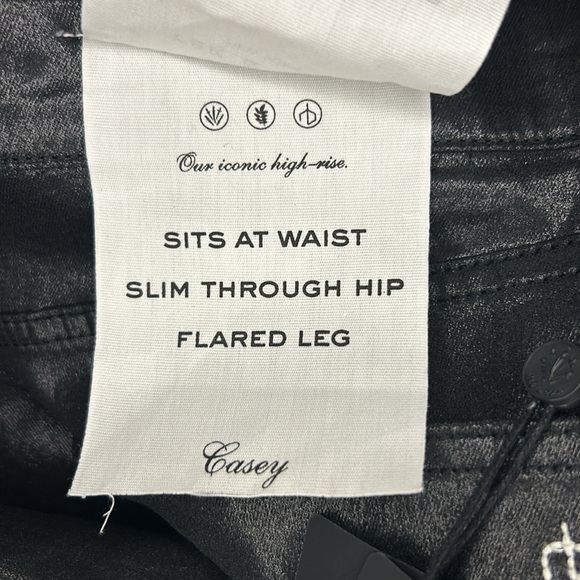 Our iconic high-rise.
SITS AT WAIST
SLIM THROUGH HIP
FLARED LEG
Casey